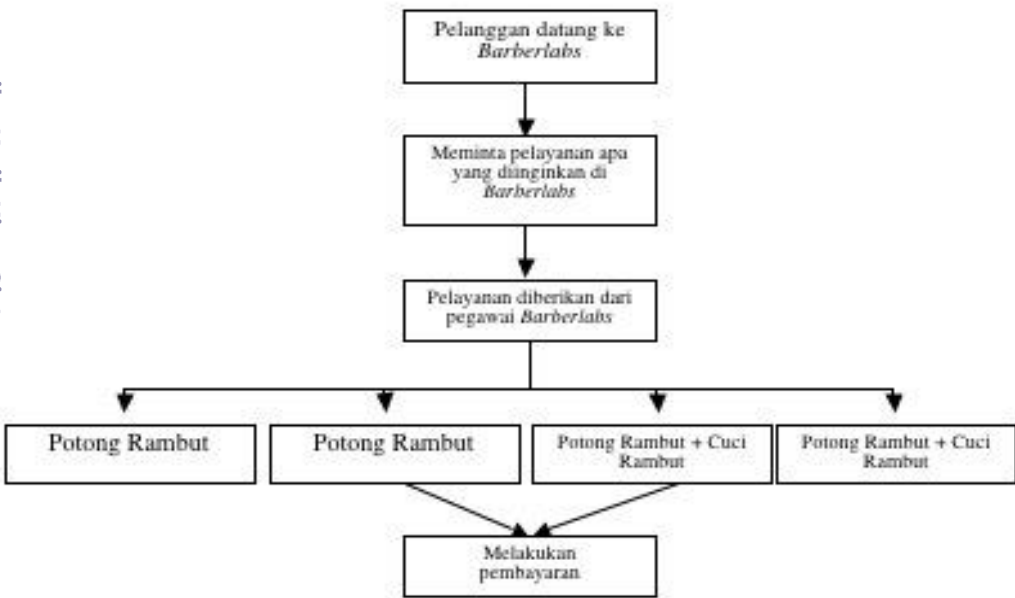 Pelanggan datang ke
Barberlabs
Meminta pelayanan apa
yang diinginkan di
Barberlabs
Pelayanan diberikan dari
pegawai Barberlabs
Potong Rambut
Potong Rambut
Potong Rambut + Cuci
Rambut
Potong Rambut + Cuci
Rambut
Melakukan
pembayaran